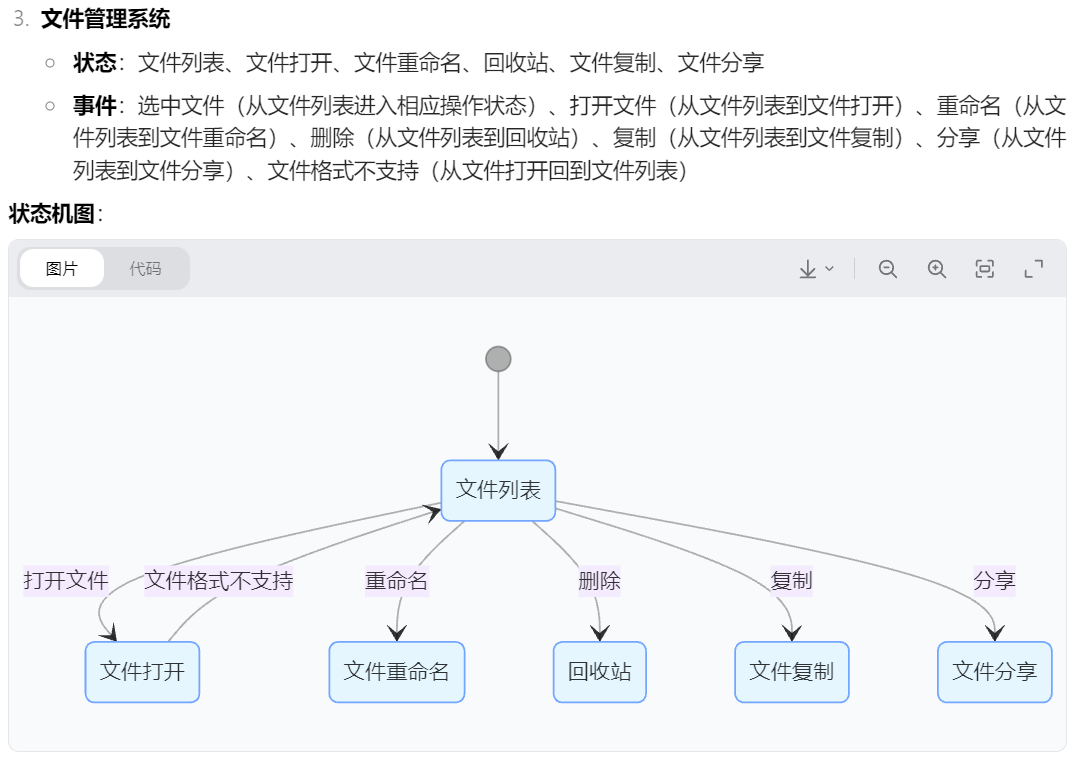 3. 文件管理系统
○ 状态：文件列表、文件打开、文件重命名、回收站、文件复制、文件分享
○ 事件：选中文件（从文件列表进入相应操作状态）、打开文件（从文件列表到文件打开）、重命名（从文
件列表到文件重命名）、删除（从文件列表到回收站）、复制（从文件列表到文件复制）、分享（从文件
列表到文件分享）、文件格式不支持（从文件打开回到文件列表）
状态机图：
图片 代码
文件列表
打开文件 文件格式不支持 重命名 删除 复制 分享
文件打开 文件重命名 回收站 文件复制 文件分享